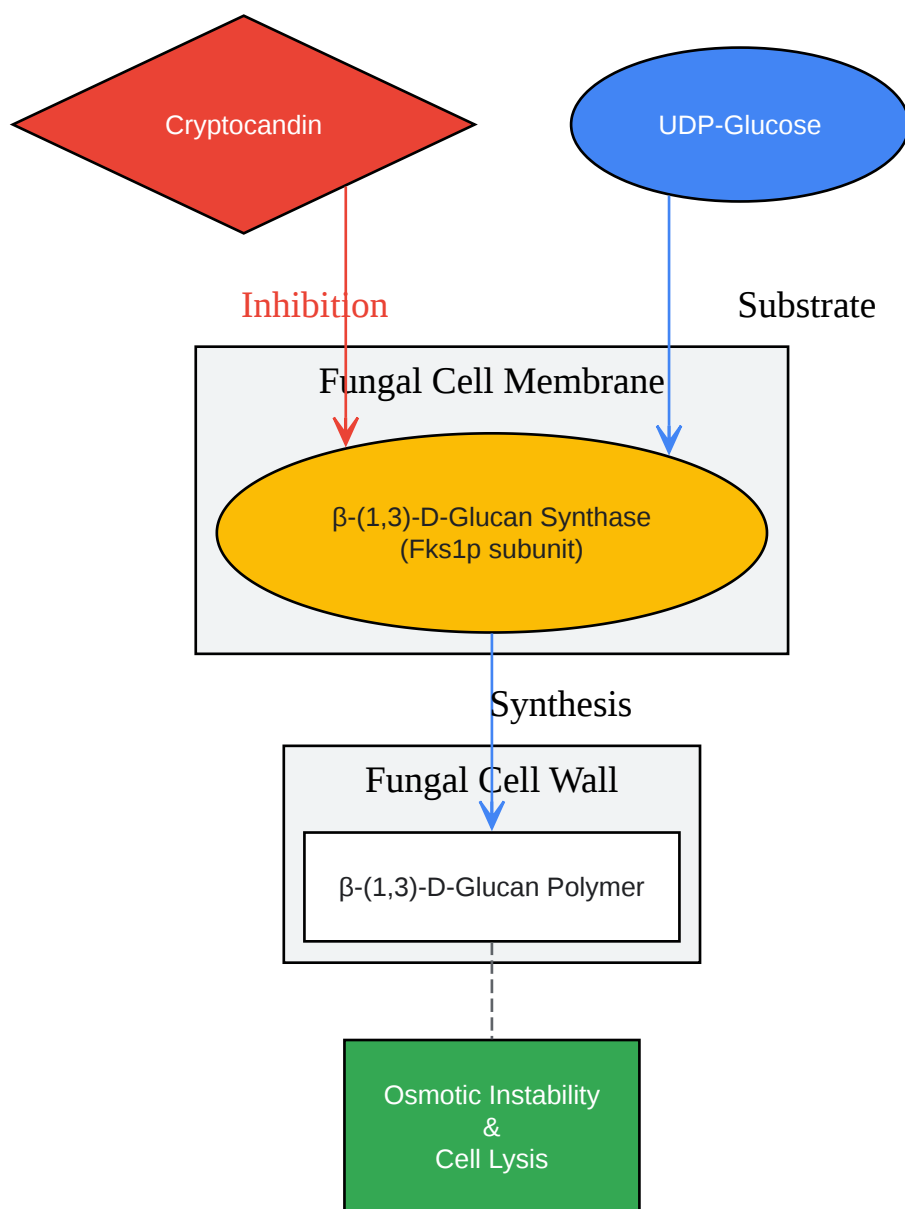 Cryptocandin
UDP-Glucose
Inhibition
Substrate
Fungal Cell Membrane
β-(1,3)-D-Glucan Synthase
(Fks1p subunit)
Synthesis
Fungal Cell Wall
β-(1,3)-D-Glucan Polymer
Osmotic Instability
&
Cell Lysis